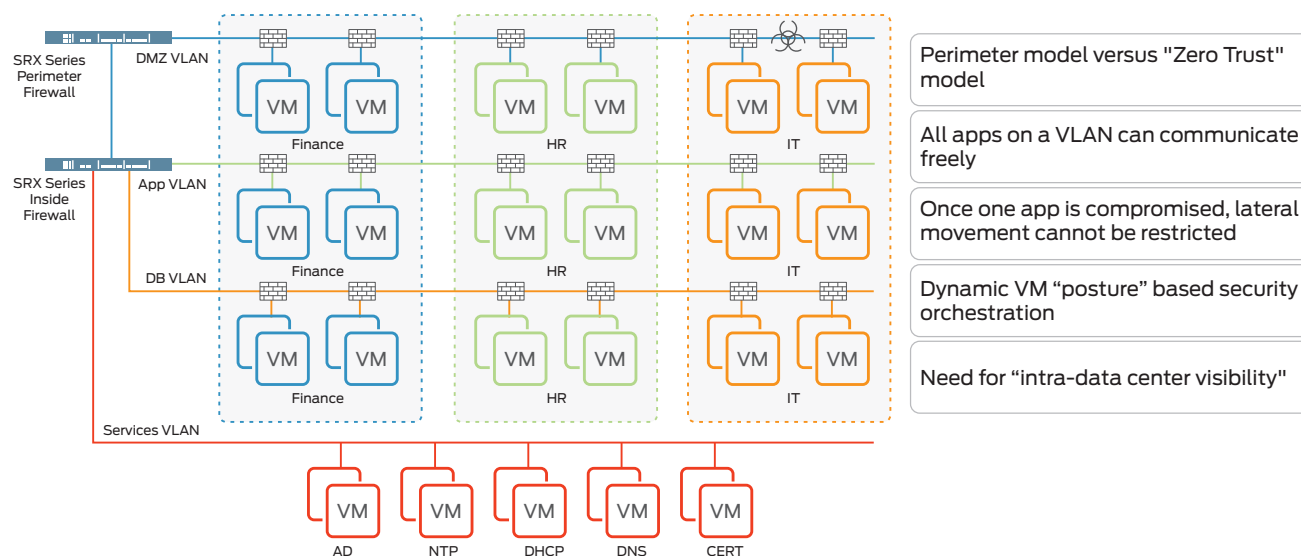 SRX Series
Perimeter
Firewall
DMZ VLAN
VM VM VM VM VM VM
Finance HR IT
SRX Series
Inside
Firewall
App VLAN
VM VM VM VM VM VM
Finance HR IT
DB VLAN
VM VM VM VM VM VM
Finance HR IT
Services VLAN
VM VM VM VM VM
AD NTP DHCP DNS CERT
Perimeter model versus "Zero Trust"
model
All apps on a VLAN can communicate
freely
Once one app is compromised, lateral
movement cannot be restricted
Dynamic VM “posture” based security
orchestration
Need for “intra-data center visibility"